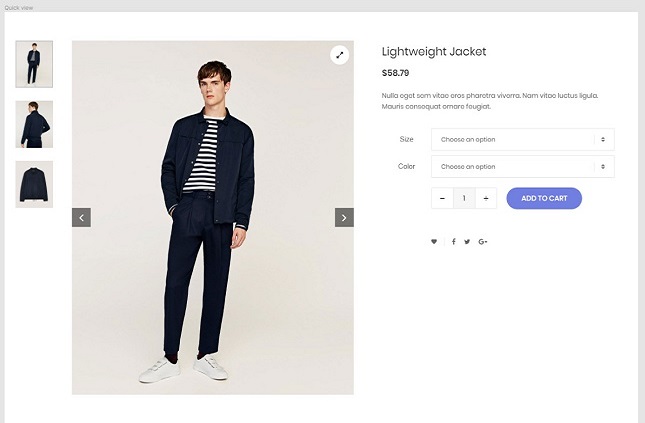 Quick view
Lightweight Jacket
$58.79
Nulla eget sem vitae eros pharetra viverra. Nam vitae luctus ligula.
Mauris consequat ornare feugiat.
Size
Choose an option
Color
Choose an option
- 1 +
ADD TO CART
G+